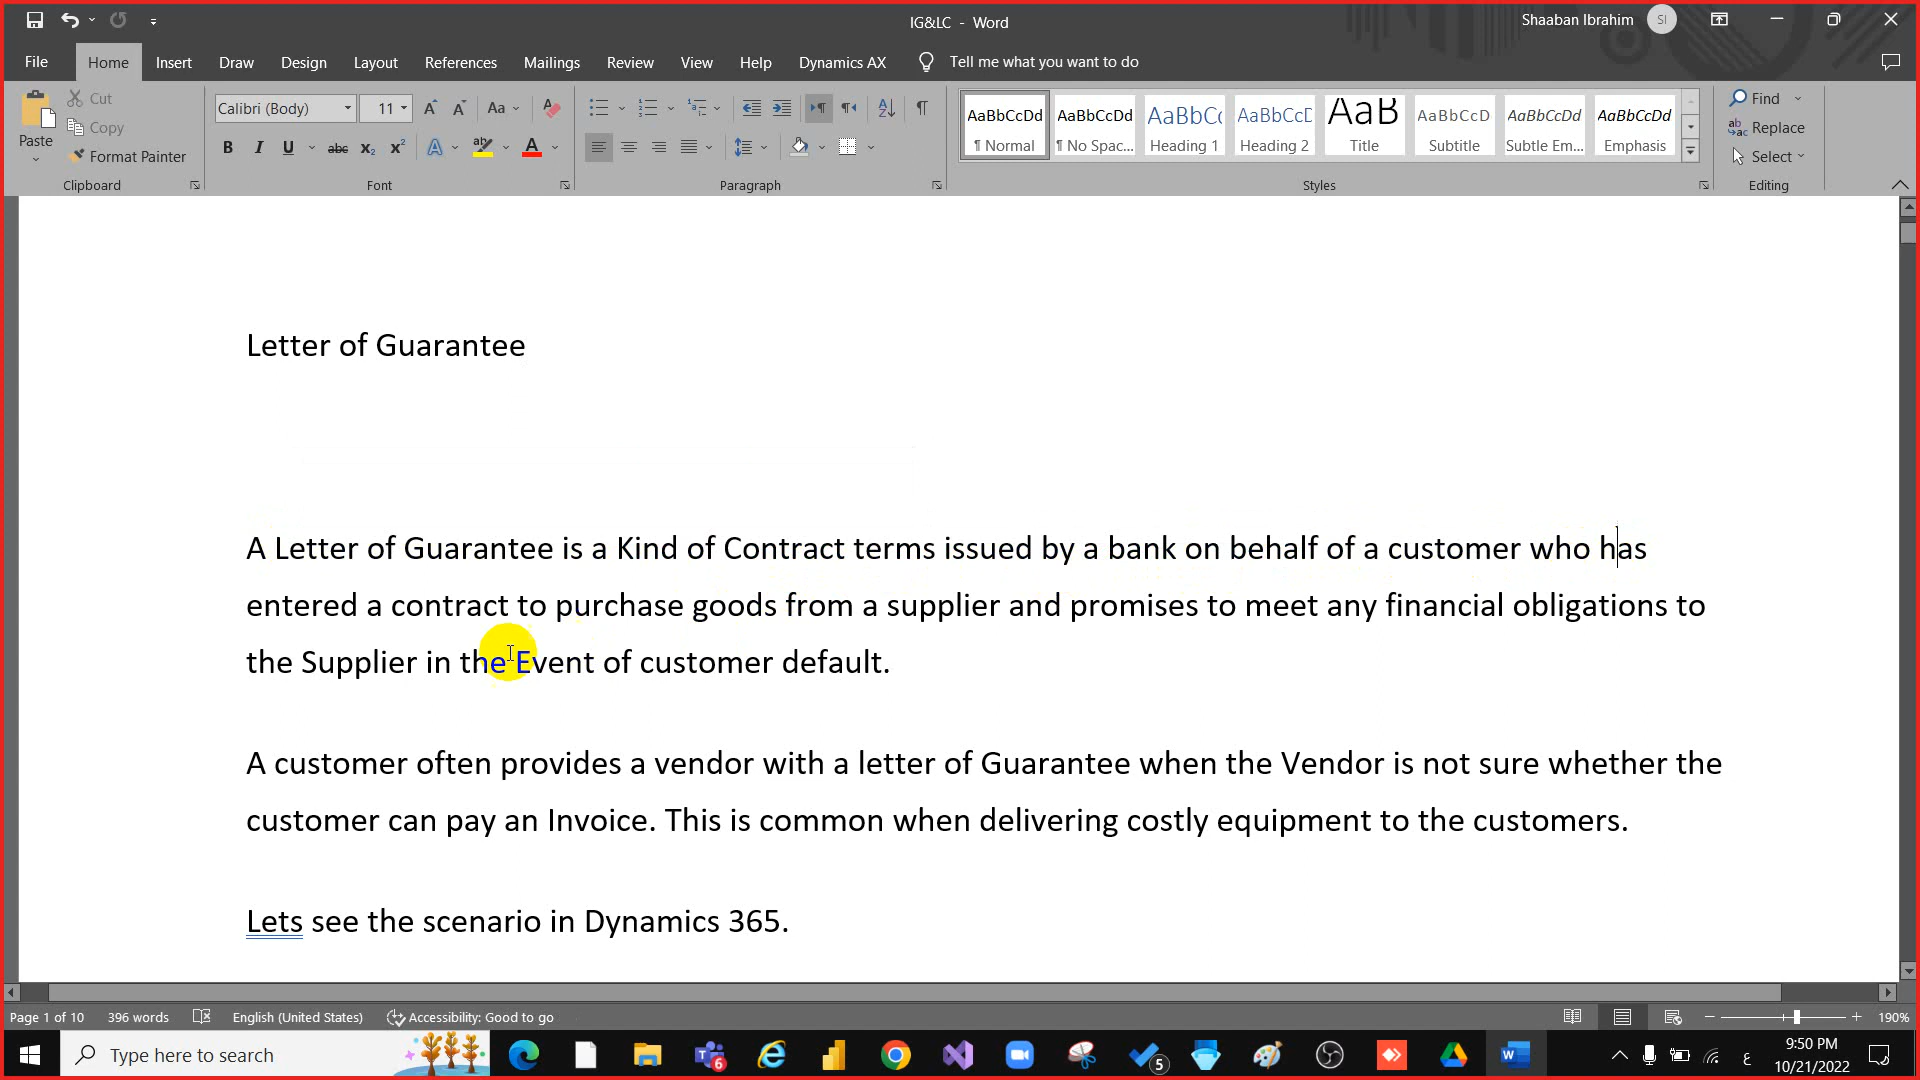 IG&LC - Word
Shaaban Ibrahim
SI
File Home Insert Draw Design Layout References Mailings Review View Help Dynamics AX Tell me what you want to do
Paste
Cut
Copy
Format Painter
Clipboard
Calibri (Body) 11
Font
Paragraph
AaBbCcDd AaBbCcDd AaBbCc AaBbCcD AaB AaBbCcD AaBbCcDd AaBbCcDd
¶ Normal ¶ No Spac... Heading 1 Heading 2 Title Subtitle Subtle Em... Emphasis
Styles
Find
Replace
Select
Editing
Letter of Guarantee
A Letter of Guarantee is a Kind of Contract terms issued by a bank on behalf of a customer who has
entered a contract to purchase goods from a supplier and promises to meet any financial obligations to
the Supplier in the Event of customer default.
A customer often provides a vendor with a letter of Guarantee when the Vendor is not sure whether the
customer can pay an Invoice. This is common when delivering costly equipment to the customers.
Lets see the scenario in Dynamics 365.
Page 1 of 10 396 words English (United States) Accessibility: Good to go 190%
Type here to search
6
5
ع
9:50 PM
10/21/2022